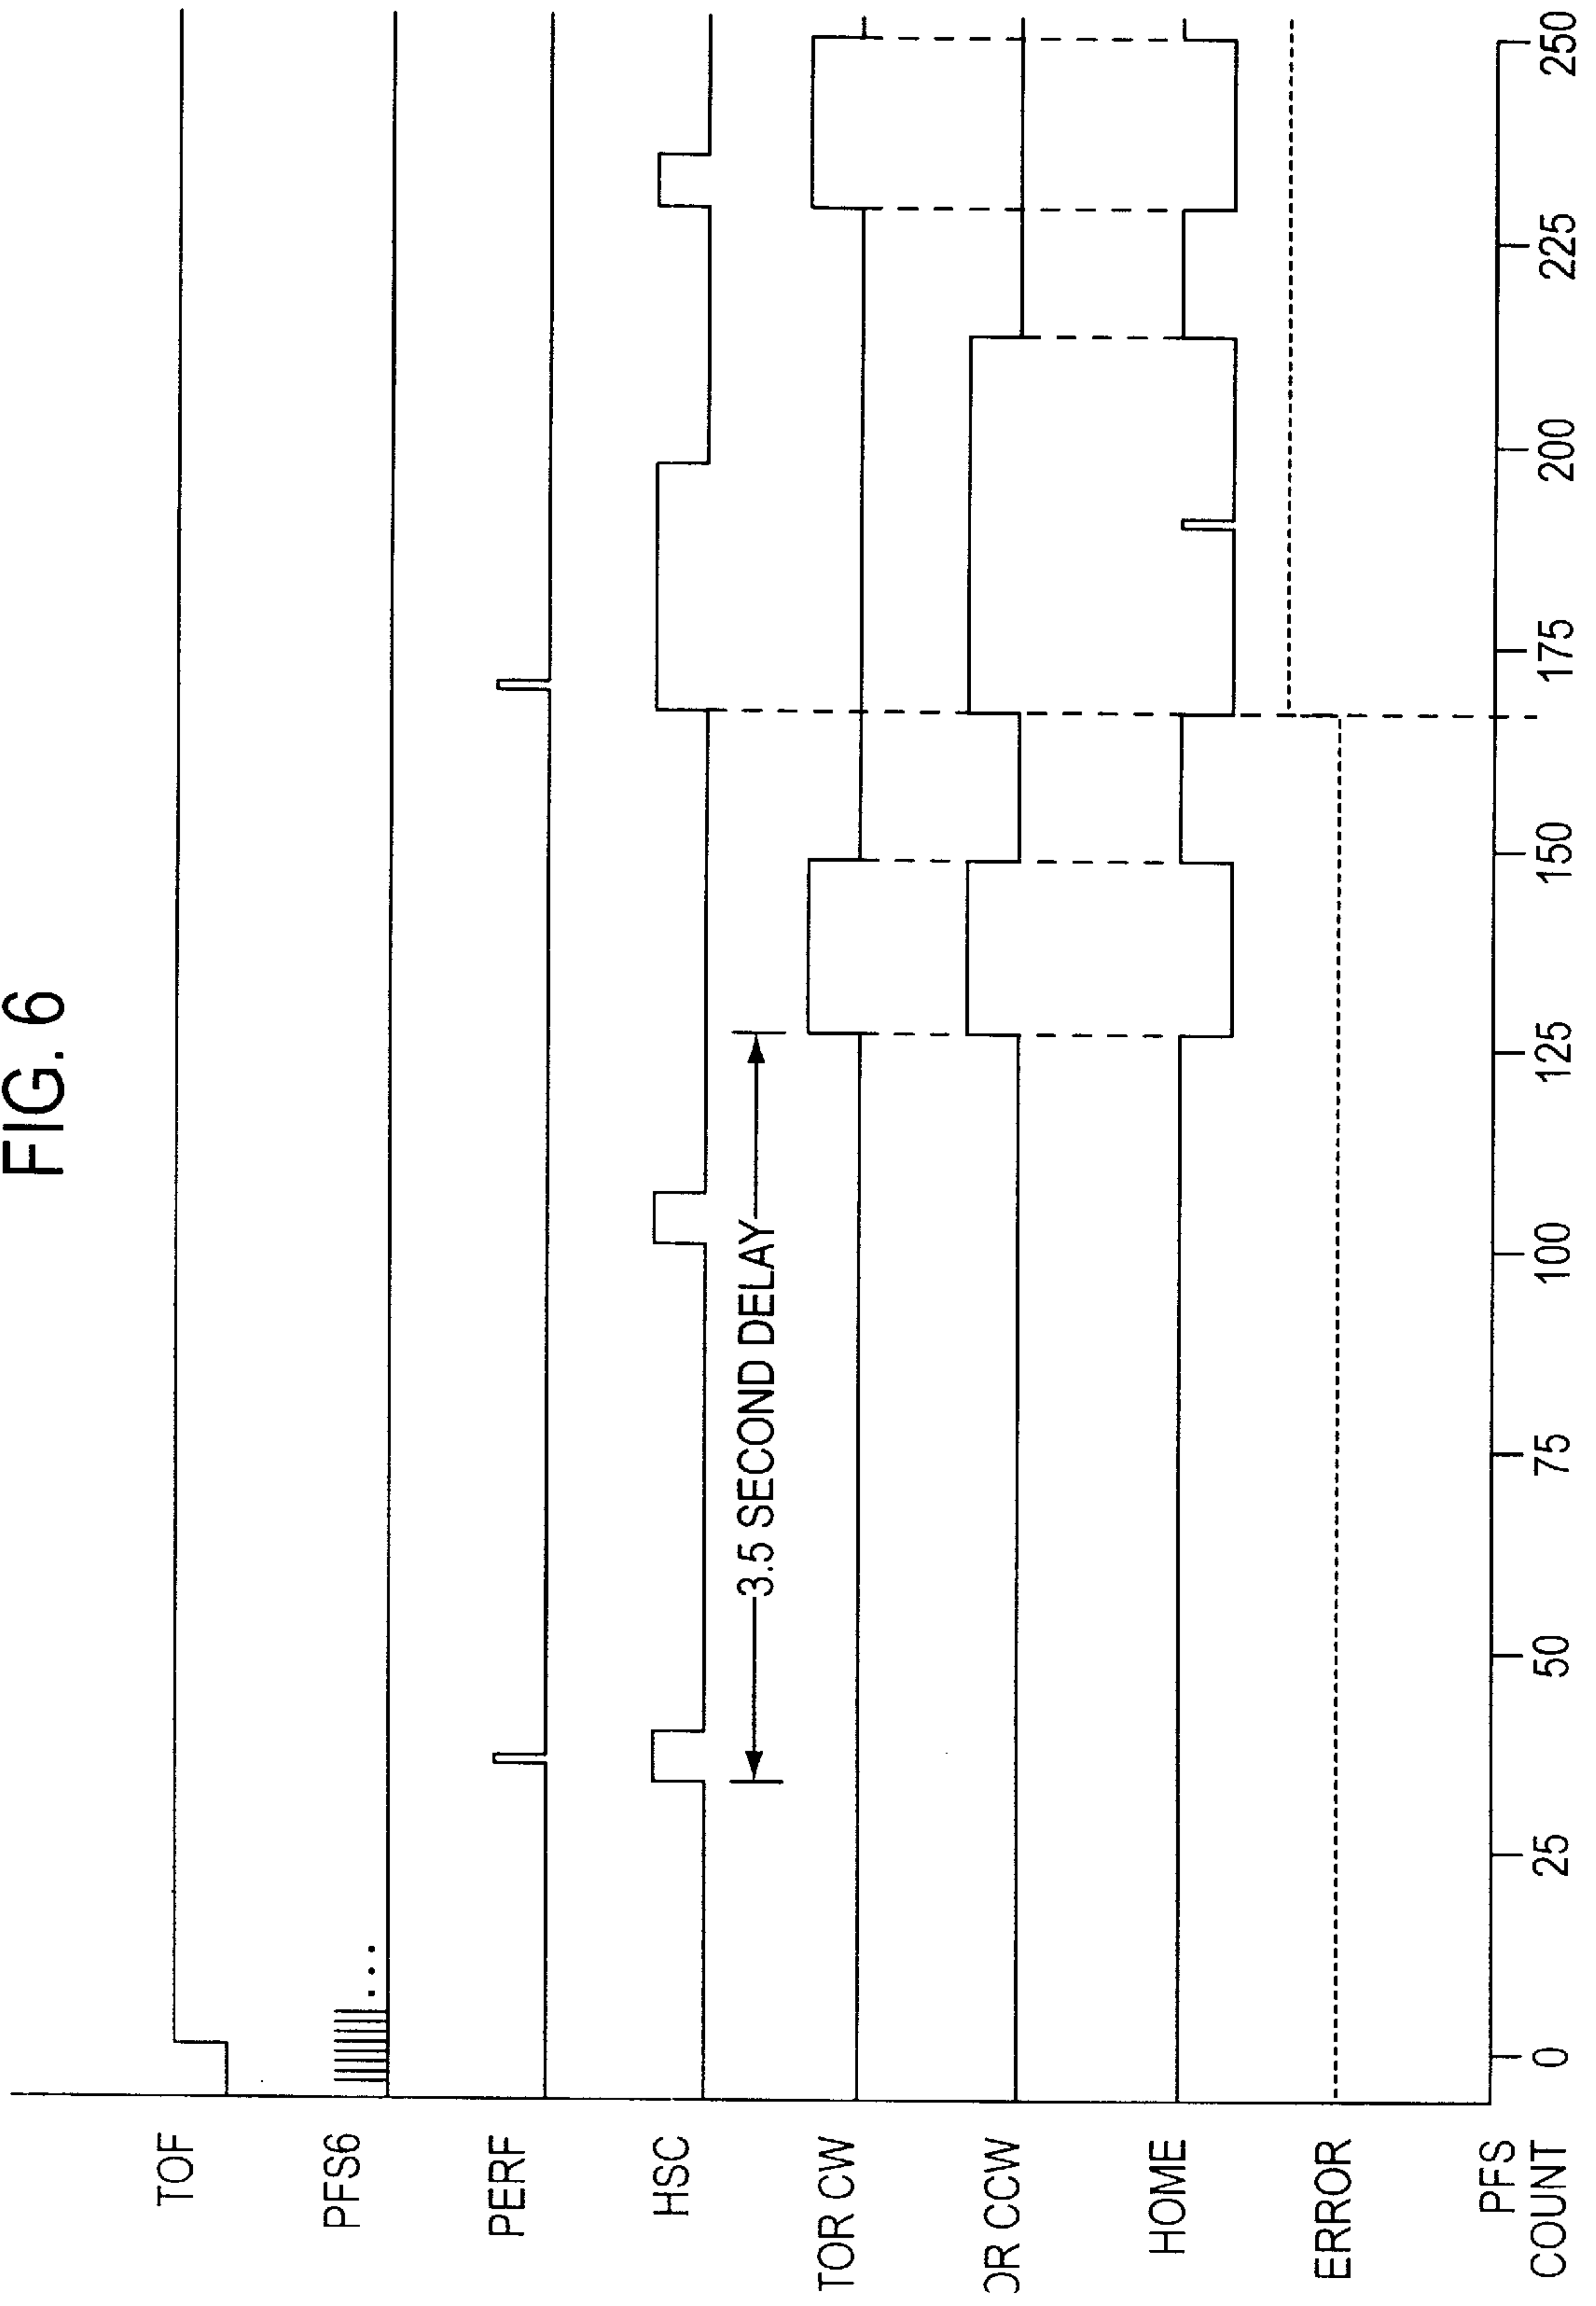 FIG. 6
TOF
PFS6
PERF
HSC
3.5 SECOND DELAY
TOR CW
OR CCW
HOME
ERROR
PFS
COUNT
0 25 50 75 100 125 150 175 200 225 250